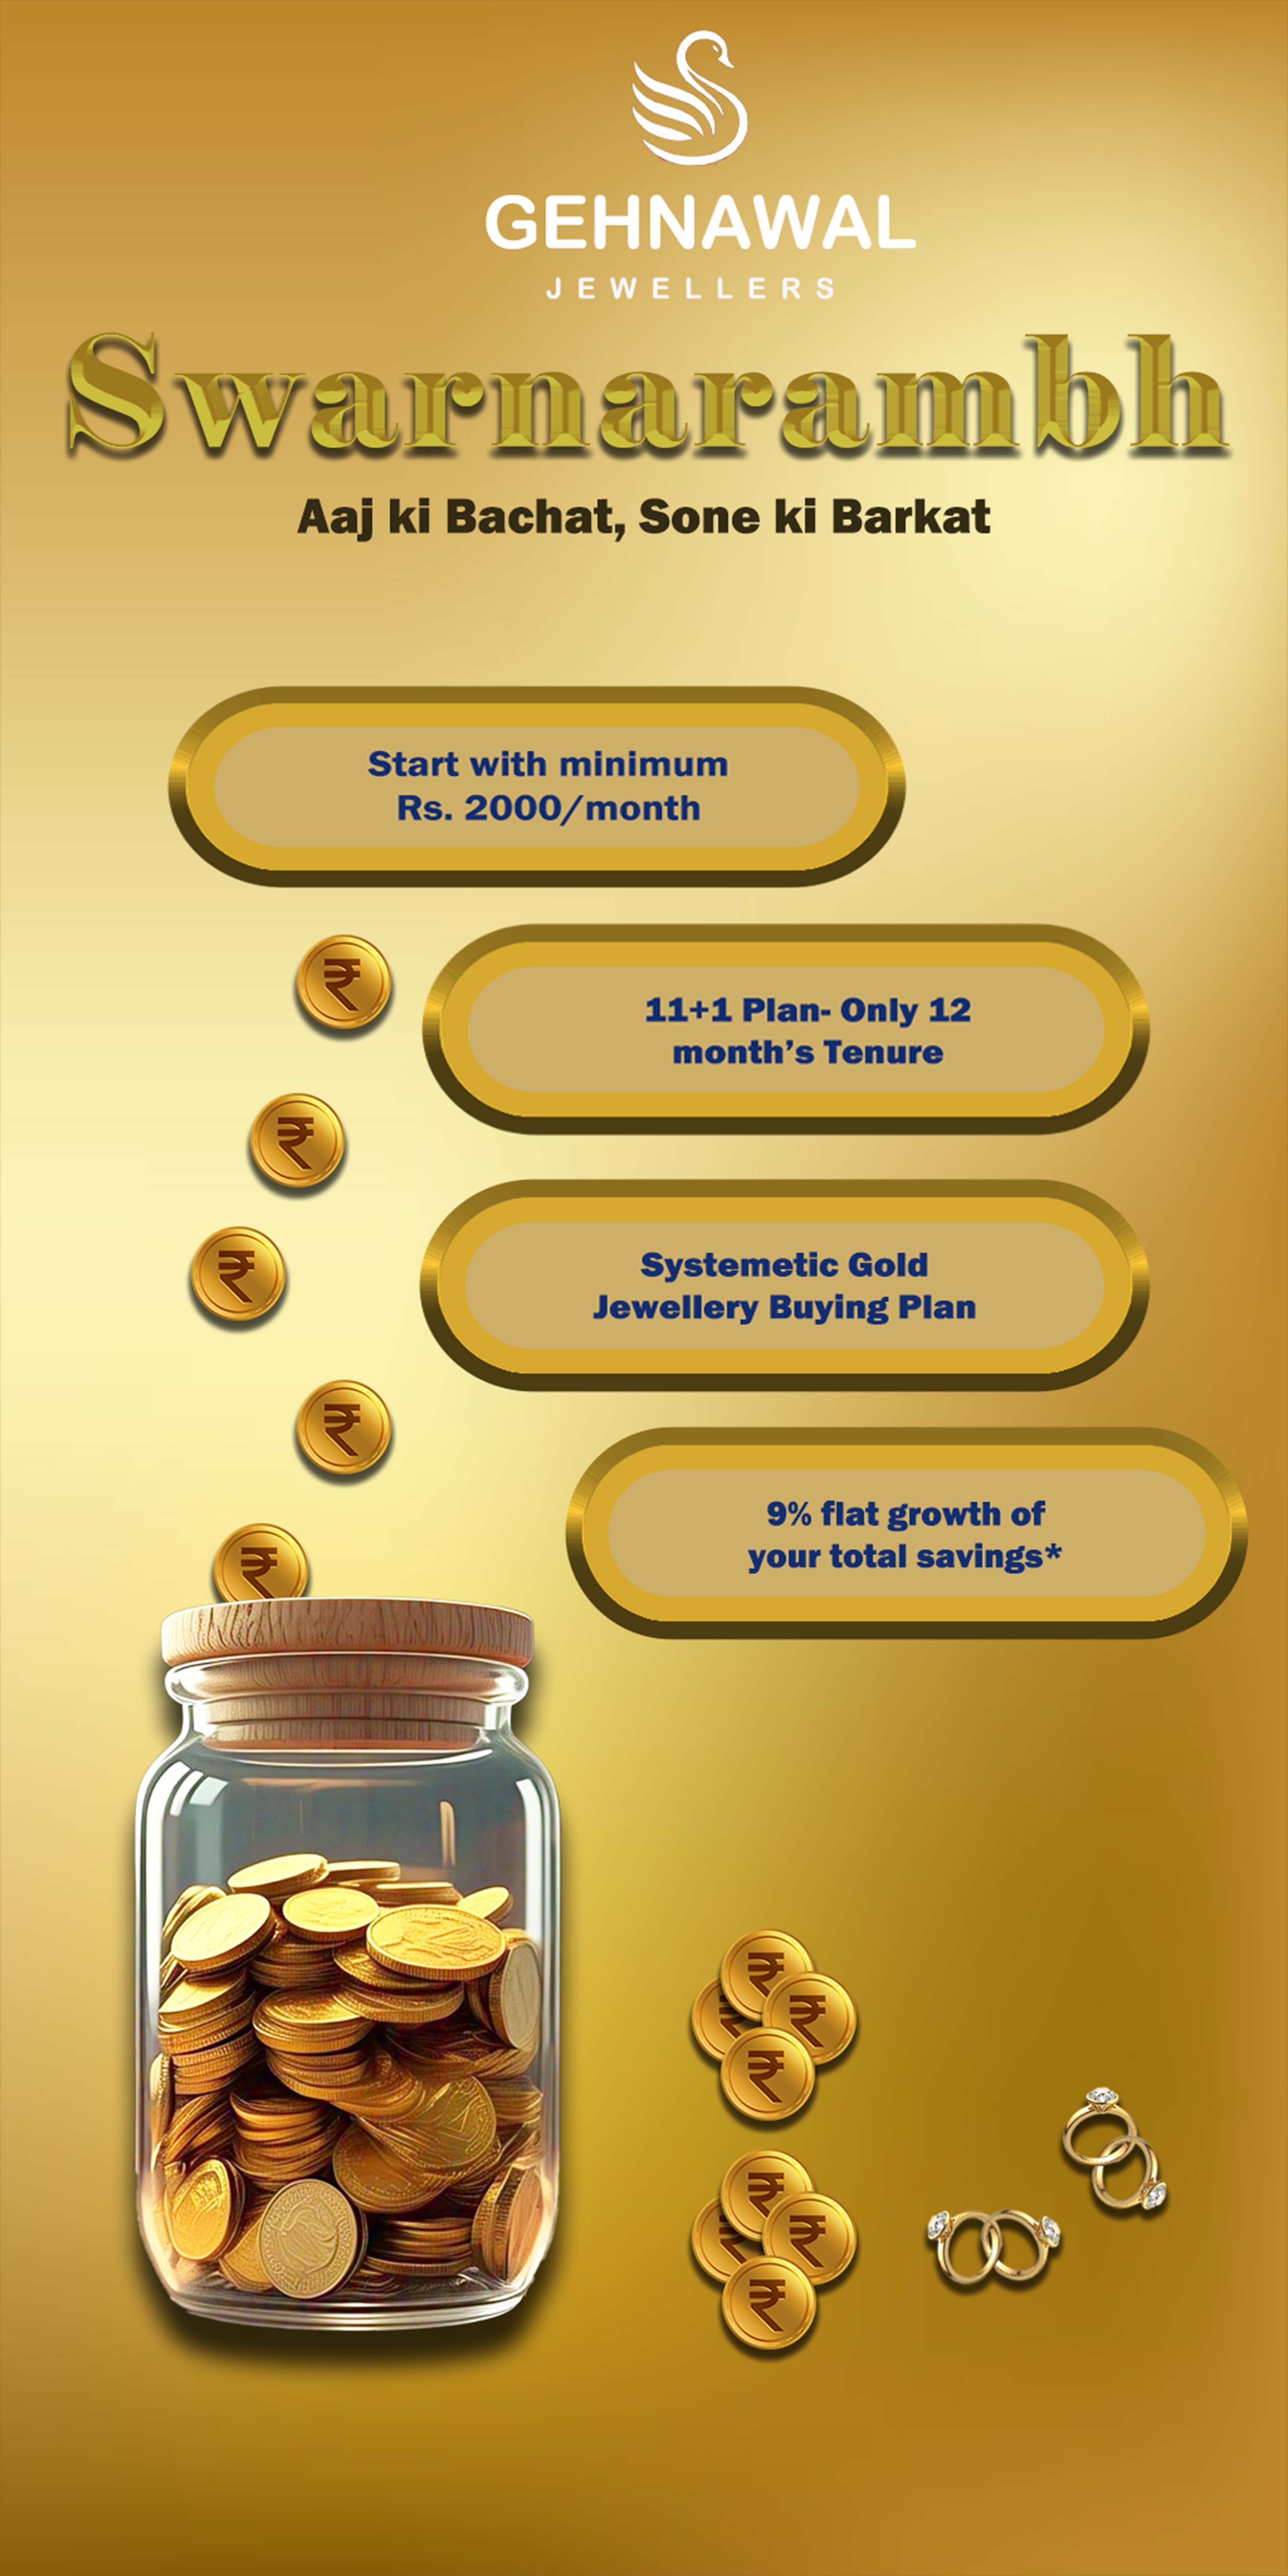 GEHNAWAL
JEWELLERS
Swarnarambh
Aaj ki Bachat, Sone ki Barkat
Start with minimum
Rs. 2000/month
₹
11+1 Plan- Only 12
month’s Tenure
₹
₹
Systemetic Gold
Jewellery Buying Plan
₹
9% flat growth of
your total savings*
₹
₹
₹
₹
₹
₹
₹
₹
₹